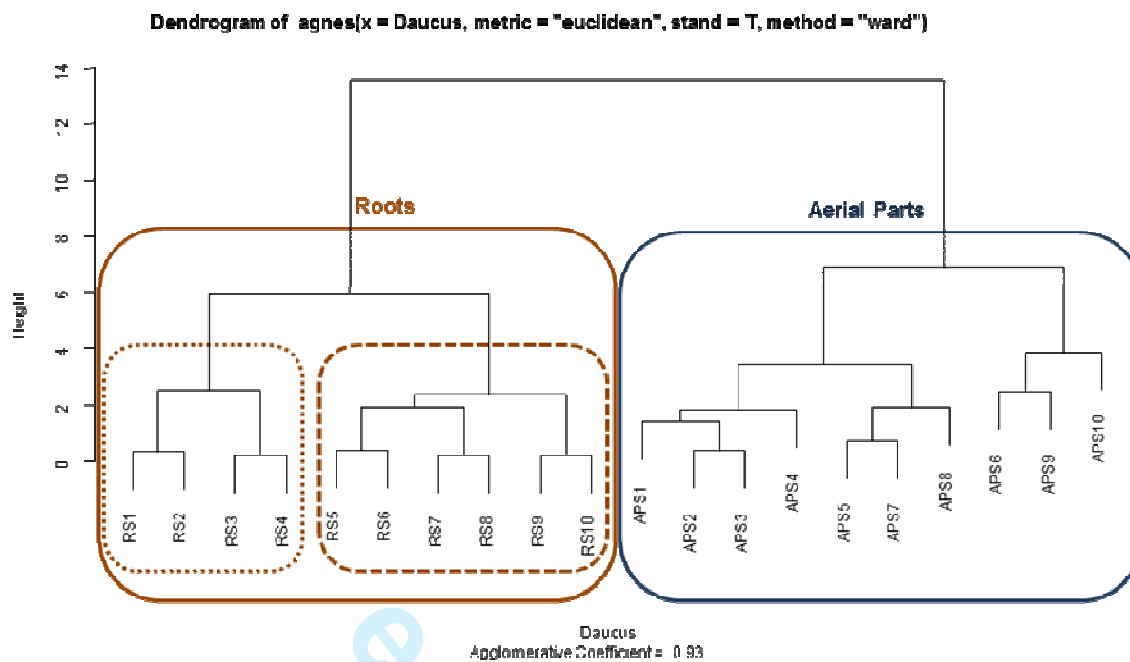 Dendrogram of agnes(x = Daucus, metric = "euclidean", stand = T, method = "ward")
14
12
10
8
6
4
2
0
Height
Roots
Aerial Parts
RS1
RS2
RS3
RS4
RS5
RS6
RS7
RS8
RS9
RS10
APS1
APS2
APS3
APS4
APS5
APS7
APS8
APS6
APS9
APS10
Daucus
Agglomerative Coefficient = 0.93
e